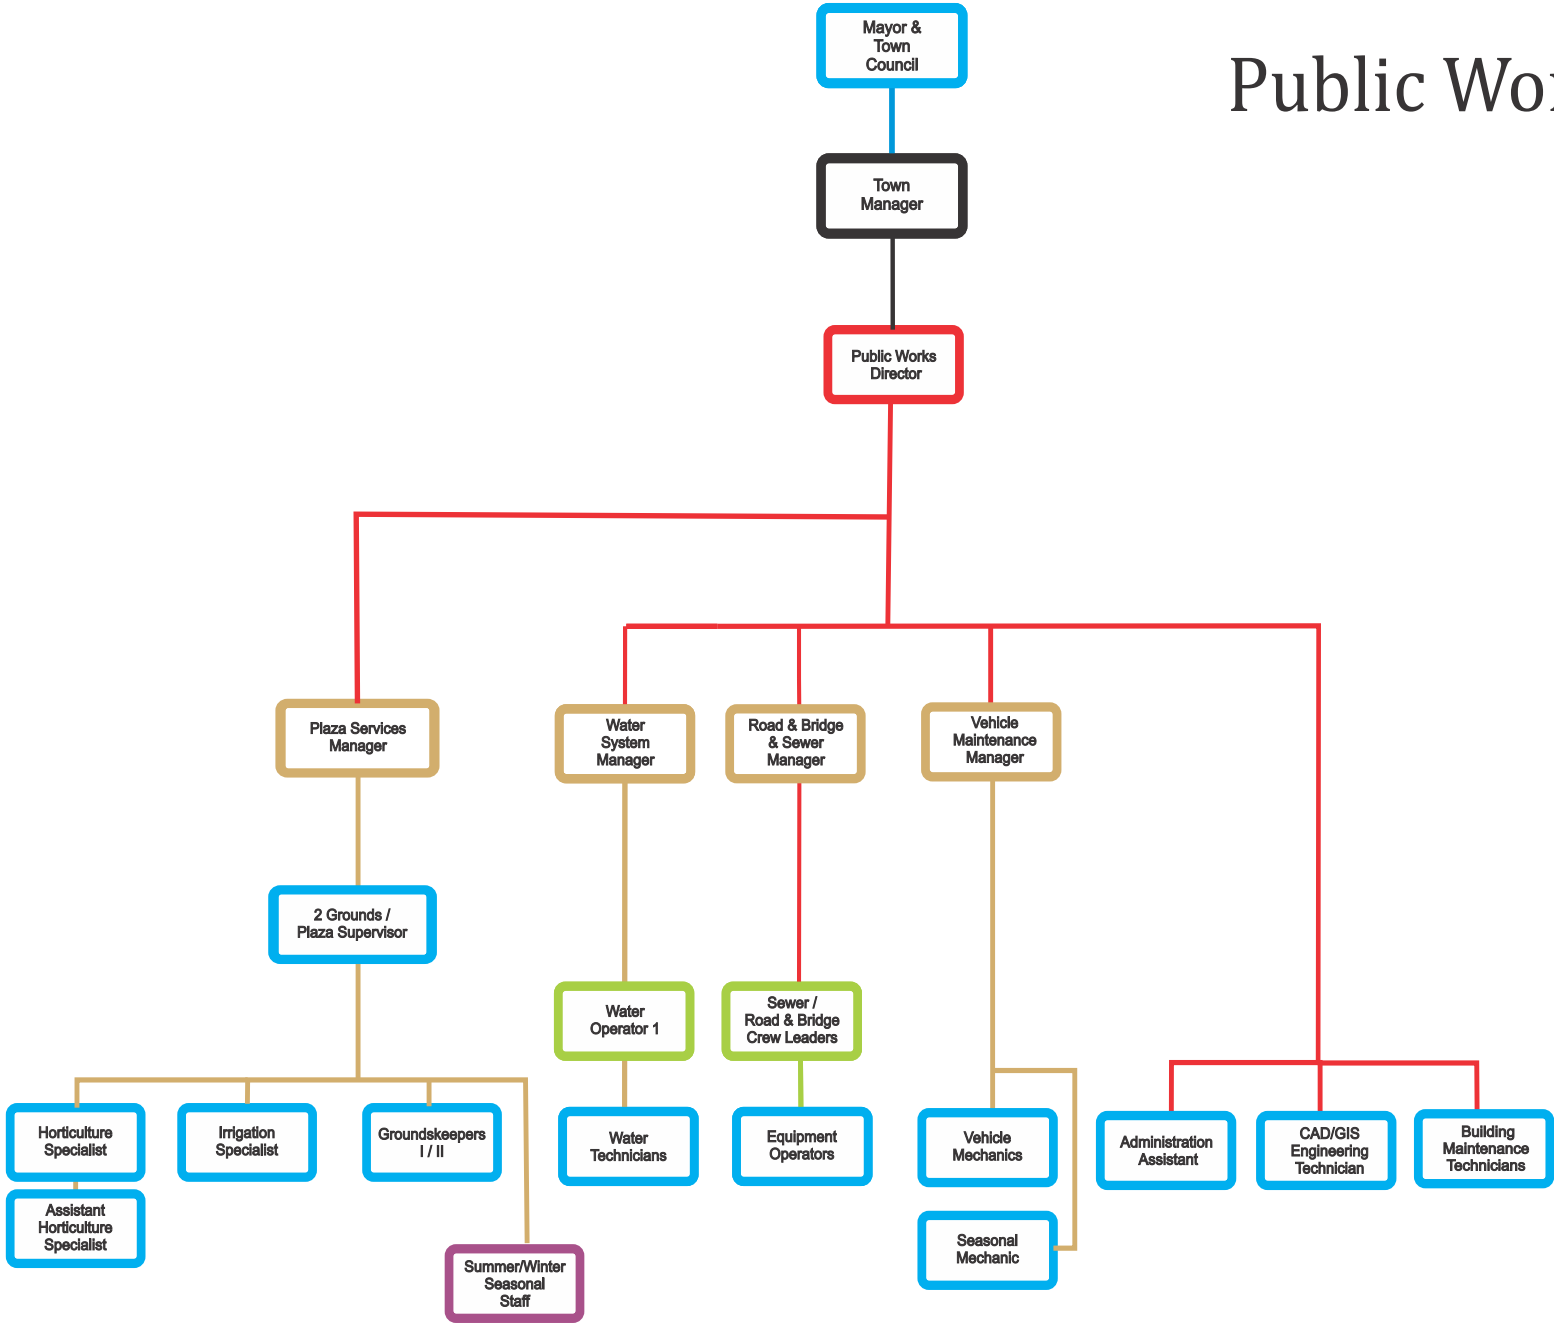 Mayor &
Town
Council
Public Wor
Town
Manager
Public Works
Director
Plaza Services
Manager
Water
System
Manager
Road & Bridge
& Sewer
Manager
Vehicle
Maintenance
Manager
2 Grounds /
Plaza Supervisor
Water
Operator 1
Sewer /
Road & Bridge
Crew Leaders
Horticulture
Specialist
Irrigation
Specialist
Groundskeepers
I / II
Water
Technicians
Equipment
Operators
Vehicle
Mechanics
Administration
Assistant
CAD/GIS
Engineering
Technician
Building
Maintenance
Technicians
Assistant
Horticulture
Specialist
Seasonal
Mechanic
Summer/Winter
Seasonal
Staff